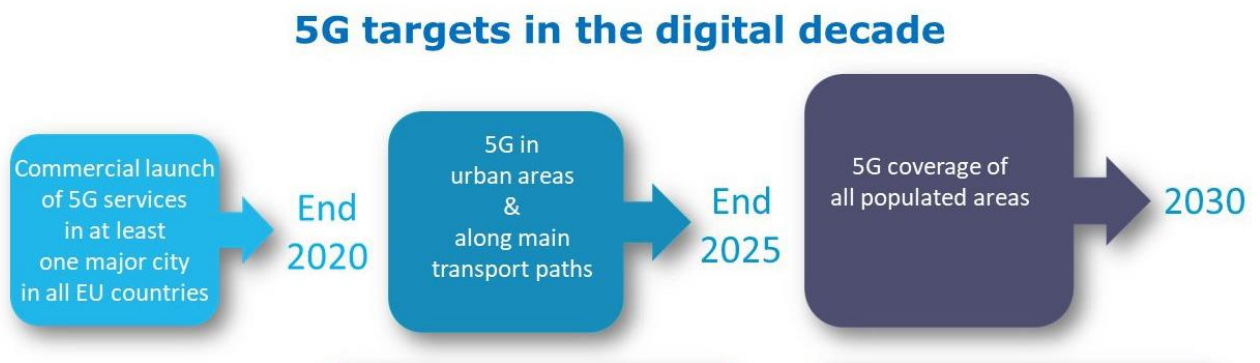 5G targets in the digital decade
Commercial launch
of 5G services
in at least
one major city
in all EU countries
End
2020
5G in
urban areas
&
along main
transport paths
End
2025
5G coverage of
all populated areas
2030